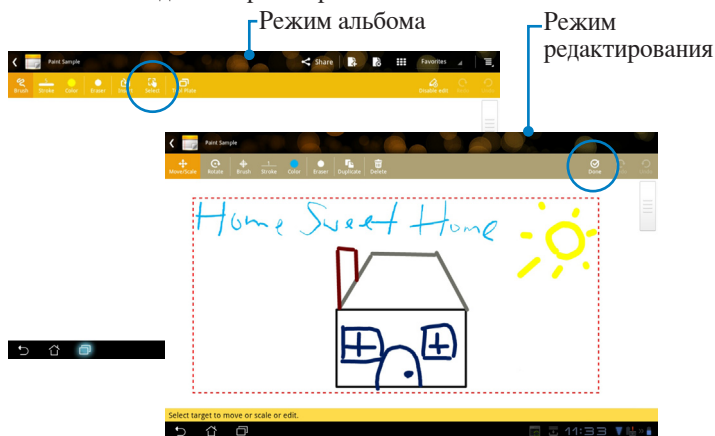 Режим альбома
Режим
редактирования
Paint Sample
Share
Favorites
Brush
Stroke
Color
Eraser
Insert
Select
Disable edit
Paint Sample
Move/Scale
Rotate
Brush
Stroke
Color
Eraser
Duplicate
Delete
Done
Home Sweet Home
Select target to move or scale or edit.
11:33